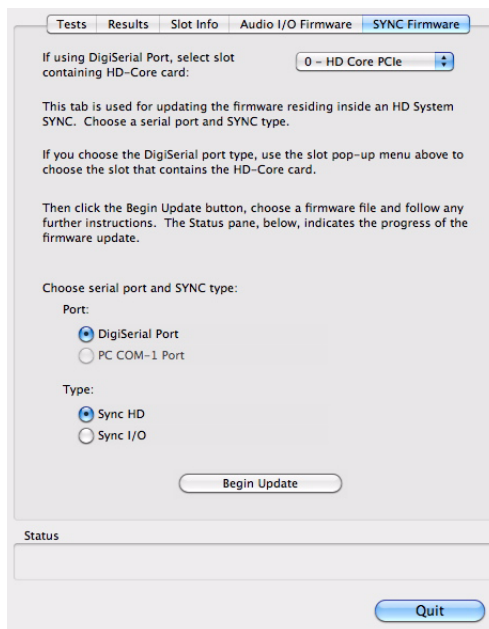 Tests Results Slot Info Audio I/O Firmware SYNC Firmware
If using DigiSerial Port, select slot
containing HD-Core card:
0 – HD Core PCIe
This tab is used for updating the firmware residing inside an HD System
SYNC. Choose a serial port and SYNC type.
If you choose the DigiSerial port type, use the slot pop-up menu above to
choose the slot that contains the HD-Core card.
Then click the Begin Update button, choose a firmware file and follow any
further instructions. The Status pane, below, indicates the progress of the
firmware update.
Choose serial port and SYNC type:
Port:
DigiSerial Port
PC COM-1 Port
Type:
Sync HD
Sync I/O
Begin Update
Status
Quit